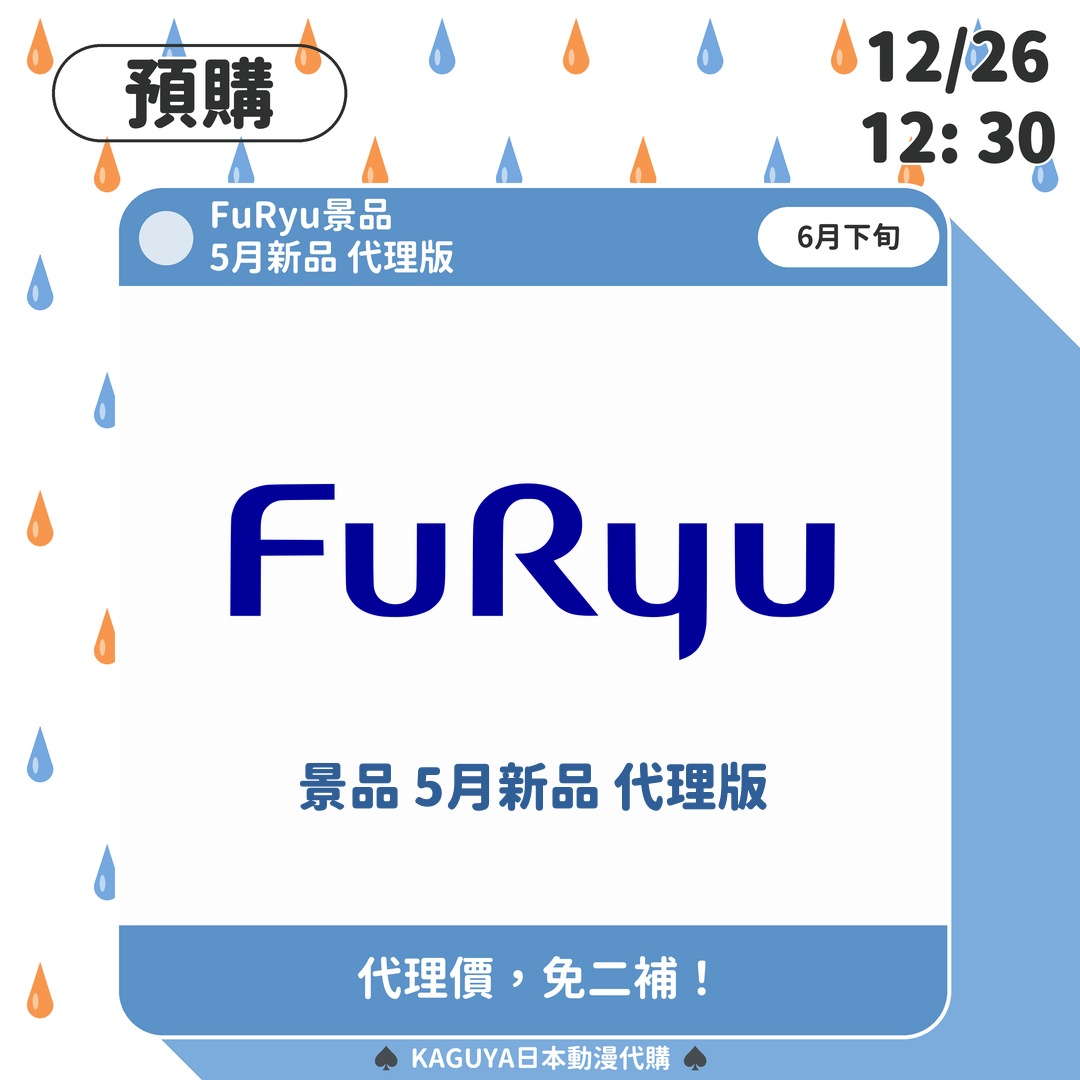 預購
12/26
12: 30
FuRyu景品
5月新品 代理版
6月下旬
FuRyu
景品 5月新品 代理版
代理價，免二補！
♠ KAGUYA日本動漫代購 ♠